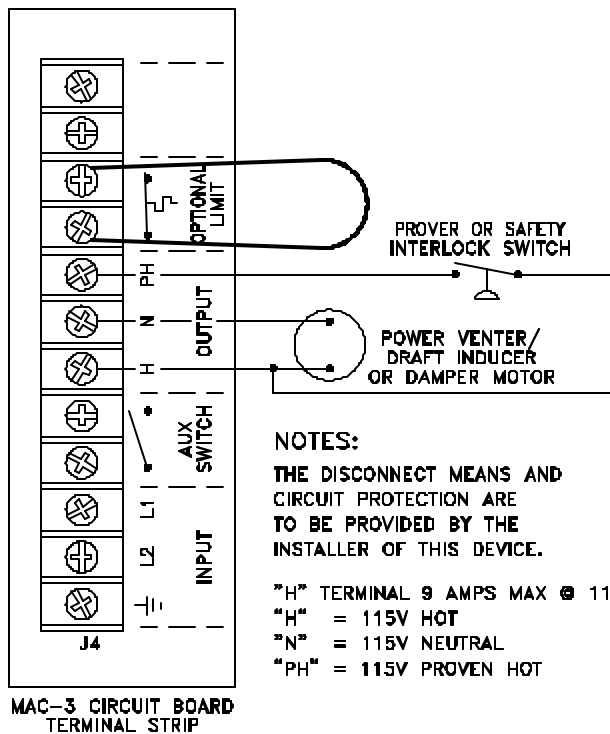 OPTIONAL
LIMIT
PH
N
H
OUTPUT
AUX
SWITCH
L1
L2
INPUT
J4
MAC-3 CIRCUIT BOARD
TERMINAL STRIP
PROVER OR SAFETY
INTERLOCK SWITCH
POWER VENTER/
DRAFT INDUCER
OR DAMPER MOTOR
NOTES:
THE DISCONNECT MEANS AND
CIRCUIT PROTECTION ARE
TO BE PROVIDED BY THE
INSTALLER OF THIS DEVICE.
"H" TERMINAL 9 AMPS MAX @ 11
"H" = 115V HOT
"N" = 115V NEUTRAL
"PH" = 115V PROVEN HOT